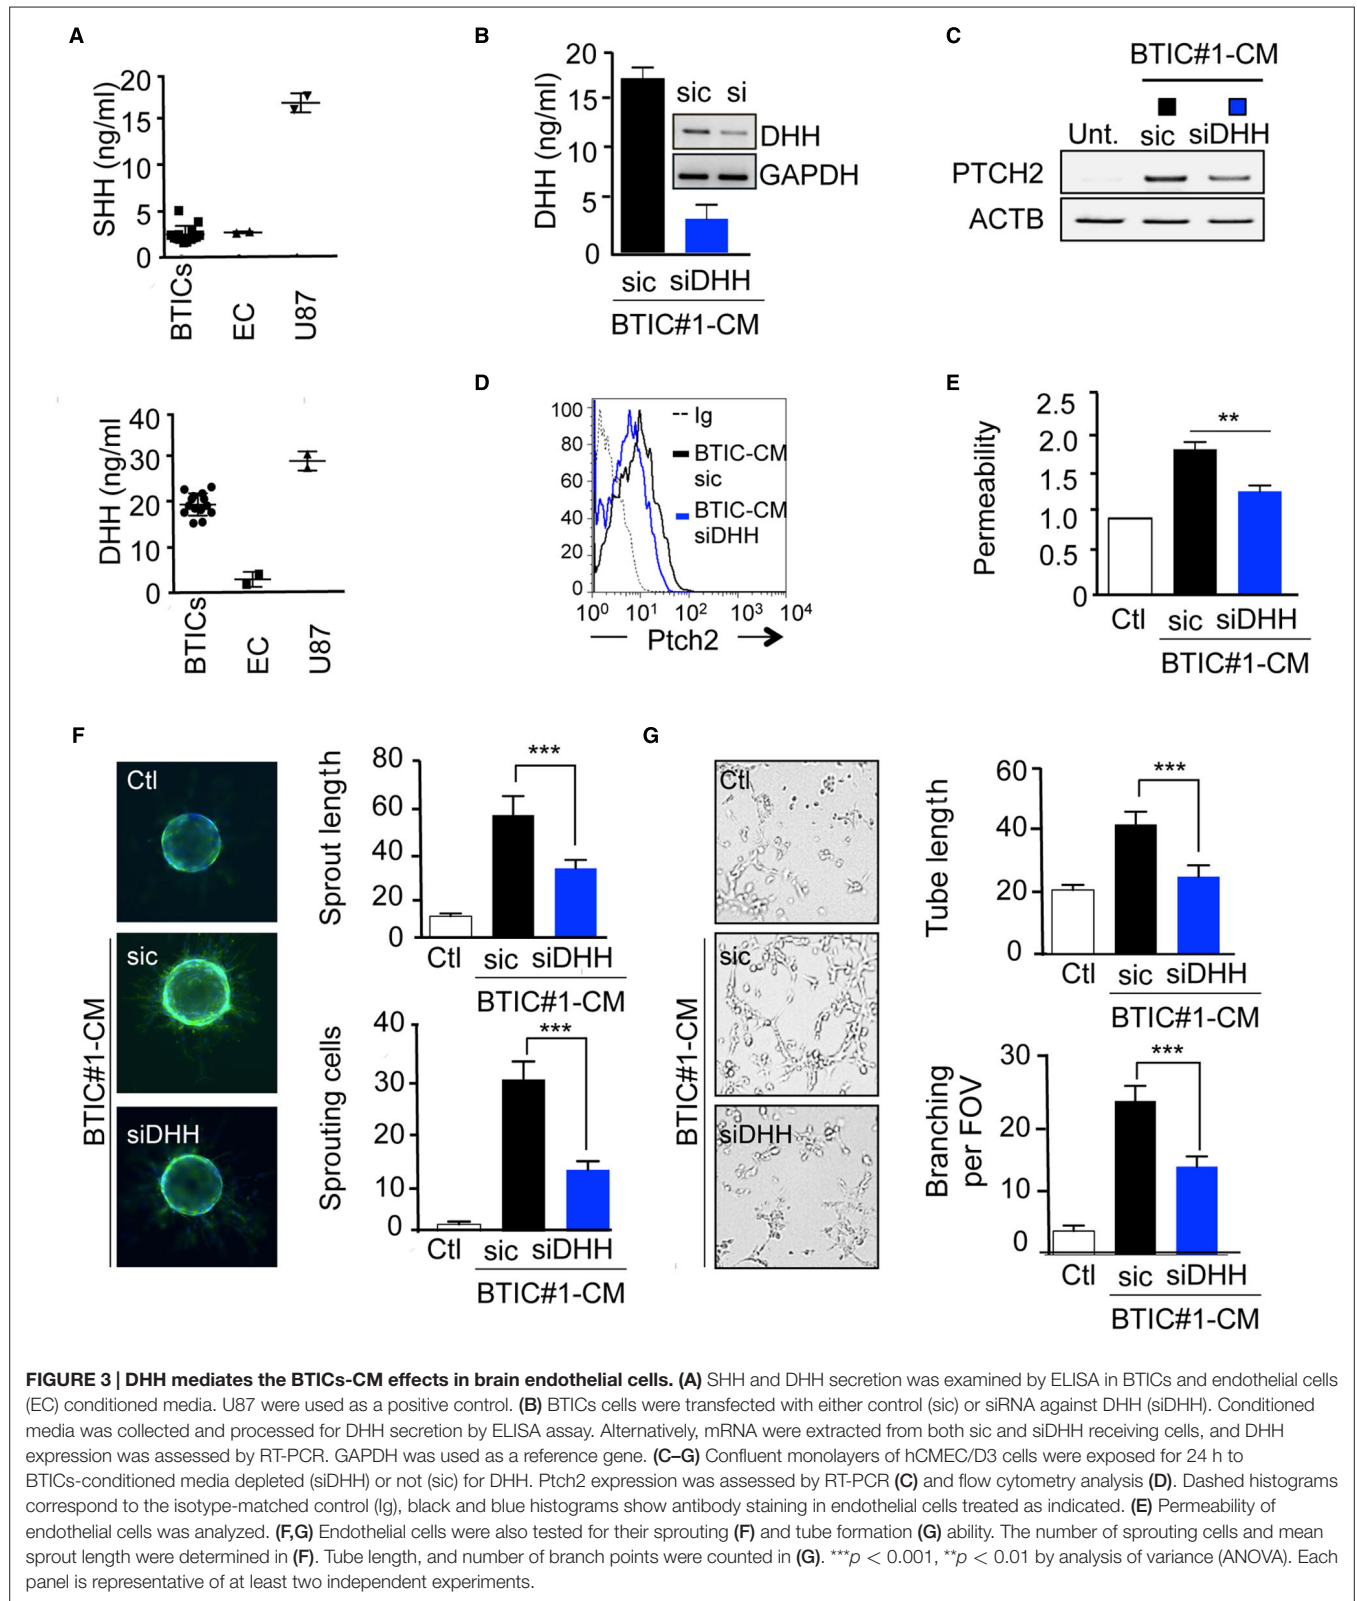 A
SHH (ng/ml)
20
15
10
5
0
BTICs
EC
U87
DHH (ng/ml)
40
30
20
10
0
BTICs
EC
U87
B
DHH (ng/ml)
20
15
10
5
0
sic si
DHH
GAPDH
sic siDHH
BTIC#1-CM
C
BTIC#1-CM
Unt. sic siDHH
PTCH2
ACTB
D
100
80
60
40
20
0
10⁰ 10¹ 10² 10³ 10⁴
Ptch2
-- Ig
BTIC-CM
sic
BTIC-CM
siDHH
E
Permeability
2.5
2.0
1.5
1.0
0.5
0
**
Ctl sic siDHH
BTIC#1-CM
F
Ctl
sic
siDHH
BTIC#1-CM
Sprout length
80
60
40
20
0
***
Ctl sic siDHH
BTIC#1-CM
Sprouting cells
40
30
20
10
0
***
Ctl sic siDHH
BTIC#1-CM
G
Ctl
sic
siDHH
BTIC#1-CM
Tube length
60
40
20
0
***
Ctl sic siDHH
BTIC#1-CM
Branching
per FOV
30
20
10
0
***
Ctl sic siDHH
BTIC#1-CM
FIGURE 3 | DHH mediates the BTICs-CM effects in brain endothelial cells. (A) SHH and DHH secretion was examined by ELISA in BTICs and endothelial cells
(EC) conditioned media. U87 were used as a positive control. (B) BTICs cells were transfected with either control (sic) or siRNA against DHH (siDHH). Conditioned
media was collected and processed for DHH secretion by ELISA assay. Alternatively, mRNA were extracted from both sic and siDHH receiving cells, and DHH
expression was assessed by RT-PCR. GAPDH was used as a reference gene. (C–G) Confluent monolayers of hCMEC/D3 cells were exposed for 24 h to
BTICs-conditioned media depleted (siDHH) or not (sic) for DHH. Ptch2 expression was assessed by RT-PCR (C) and flow cytometry analysis (D). Dashed histograms
correspond to the isotype-matched control (Ig), black and blue histograms show antibody staining in endothelial cells treated as indicated. (E) Permeability of
endothelial cells was analyzed. (F,G) Endothelial cells were also tested for their sprouting (F) and tube formation (G) ability. The number of sprouting cells and mean
sprout length were determined in (F). Tube length, and number of branch points were counted in (G). ***p < 0.001, **p < 0.01 by analysis of variance (ANOVA). Each
panel is representative of at least two independent experiments.